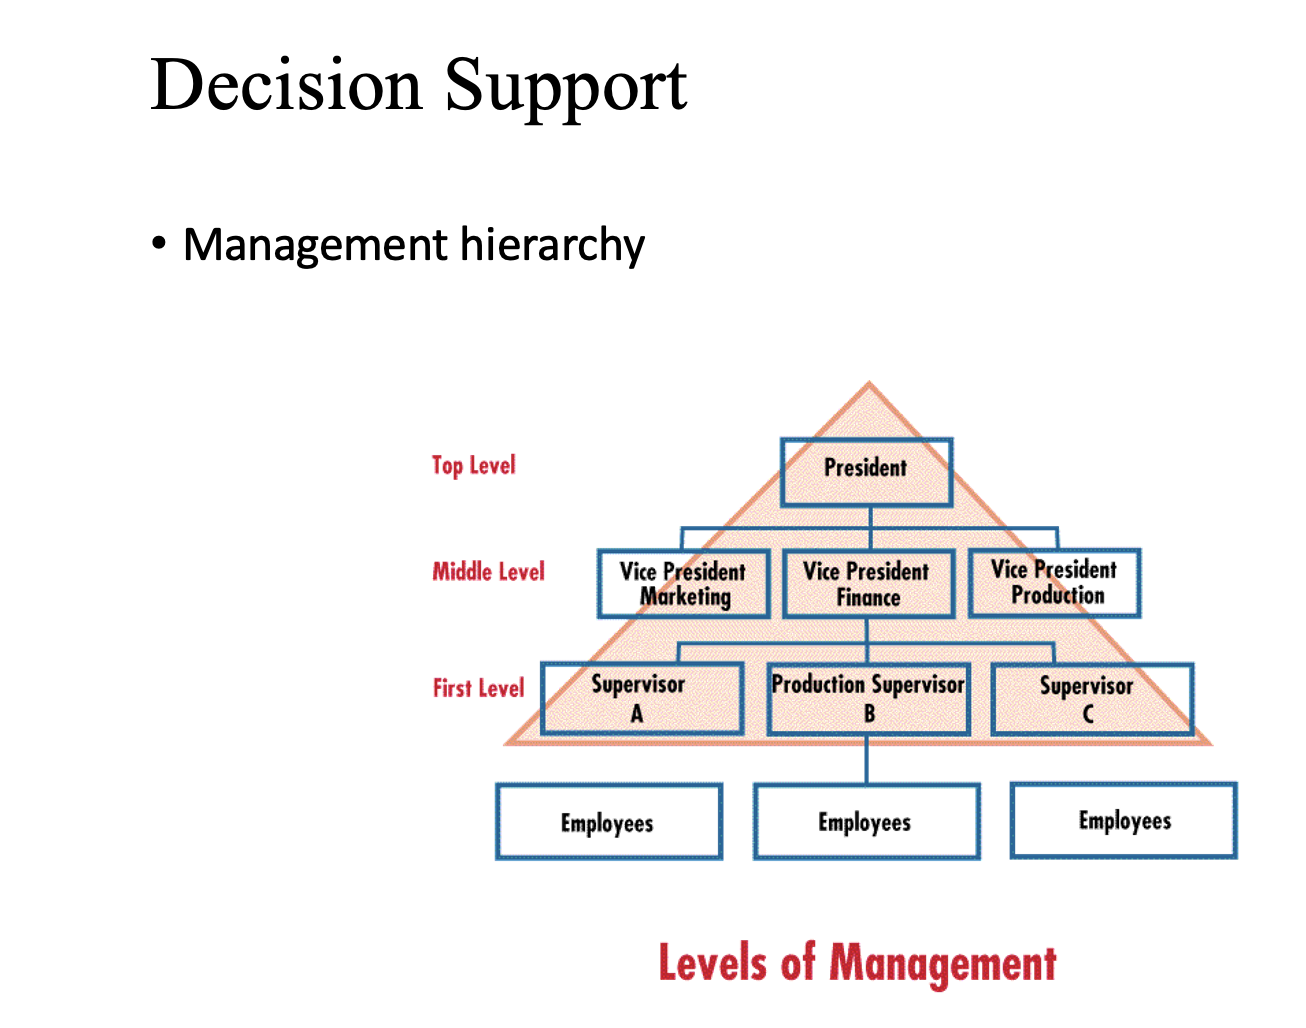 Decision Support
• Management hierarchy
Top Level
President
Middle Level
Vice President
Marketing
Vice President
Finance
Vice President
Production
First Level
Supervisor
A
Production Supervisor
B
Supervisor
C
Employees
Employees
Employees
Levels of Management